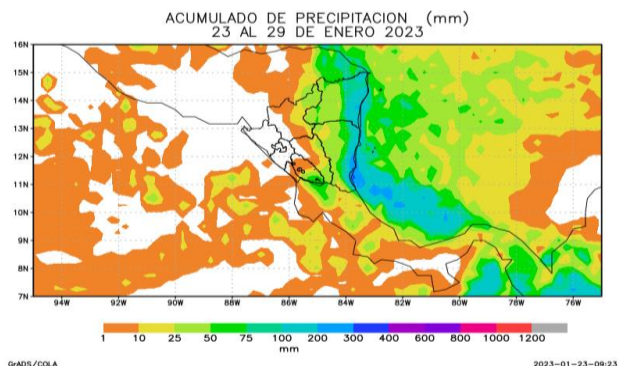 ACUMULADO DE PRECIPITACION (mm)
23 AL 29 DE ENERO 2023
16N
15N
14N
13N
12N
11N
10N
9N
8N
7N
94W 92W 90W 88W 86W 84W 82W 80W 78W 76W
1 10 25 50 75 100 200 300 400 600 800 1000 1200
mm
GrADS/COLA 2023-01-23-09:23